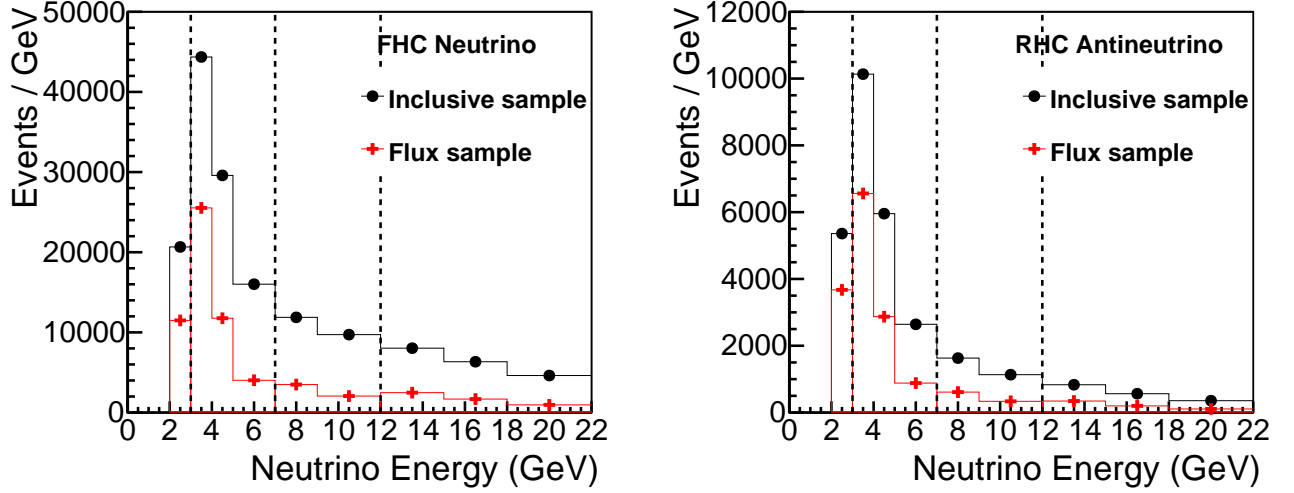 Events / GeV
50000
40000
30000
20000
10000
0
FHC Neutrino
Inclusive sample
Flux sample
0 2 4 6 8 10 12 14 16 18 20 22
Neutrino Energy (GeV)
Events / GeV
12000
10000
8000
6000
4000
2000
0
RHC Antineutrino
Inclusive sample
Flux sample
0 2 4 6 8 10 12 14 16 18 20 22
Neutrino Energy (GeV)